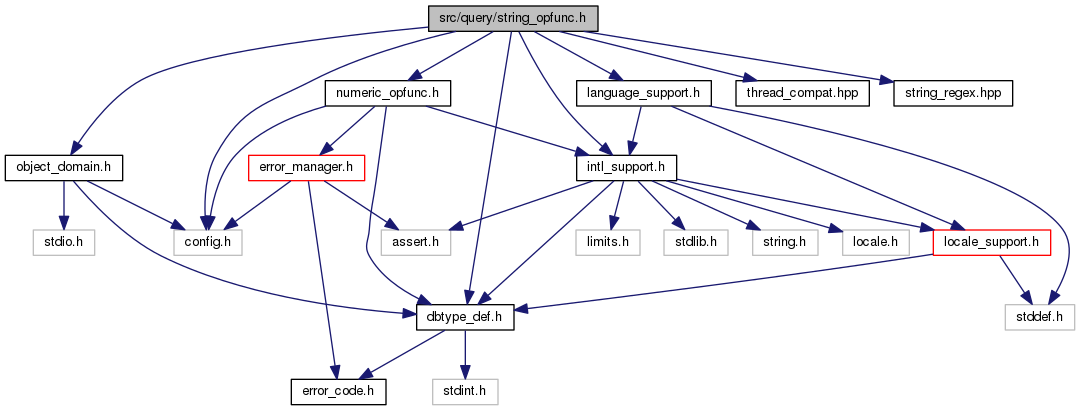 src/query/string_opfunc.h
numeric_opfunc.h
language_support.h
thread_compat.hpp
string_regex.hpp
object_domain.h
error_manager.h
intl_support.h
stdio.h
config.h
assert.h
limits.h
stdlib.h
string.h
locale.h
locale_support.h
dbtype_def.h
stddef.h
error_code.h
stdint.h